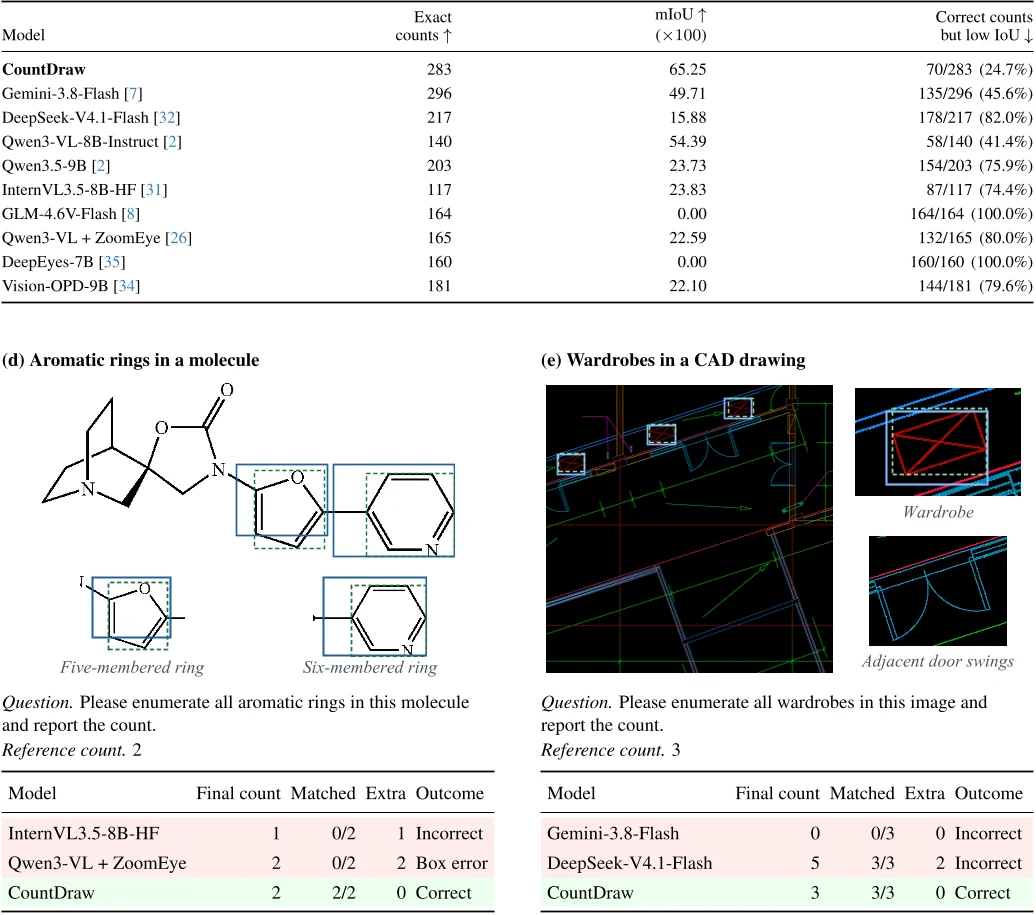 Model Exact counts ↑ mIoU ↑ (×100) Correct counts but low IoU ↓
CountDraw 283 65.25 70/283 (24.7%)
Gemini-3.8-Flash [7] 296 49.71 135/296 (45.6%)
DeepSeek-V4.1-Flash [32] 217 15.88 178/217 (82.0%)
Qwen3-VL-8B-Instruct [2] 140 54.39 58/140 (41.4%)
Qwen3.5-9B [2] 203 23.73 154/203 (75.9%)
InternVL3.5-8B-HF [31] 117 23.83 87/117 (74.4%)
GLM-4.6V-Flash [8] 164 0.00 164/164 (100.0%)
Qwen3-VL + ZoomEye [26] 165 22.59 132/165 (80.0%)
DeepEyes-7B [35] 160 0.00 160/160 (100.0%)
Vision-OPD-9B [34] 181 22.10 144/181 (79.6%)
(d) Aromatic rings in a molecule
O
O
N
N
O
N
O
N
Five-membered ring
Six-membered ring
Question. Please enumerate all aromatic rings in this molecule
and report the count.
Reference count. 2
Model Final count Matched Extra Outcome
InternVL3.5-8B-HF 1 0/2 1 Incorrect
Qwen3-VL + ZoomEye 2 0/2 2 Box error
CountDraw 2 2/2 0 Correct
(e) Wardrobes in a CAD drawing
Wardrobe
Adjacent door swings
Question. Please enumerate all wardrobes in this image and
report the count.
Reference count. 3
Model Final count Matched Extra Outcome
Gemini-3.8-Flash 0 0/3 0 Incorrect
DeepSeek-V4.1-Flash 5 3/3 2 Incorrect
CountDraw 3 3/3 0 Correct